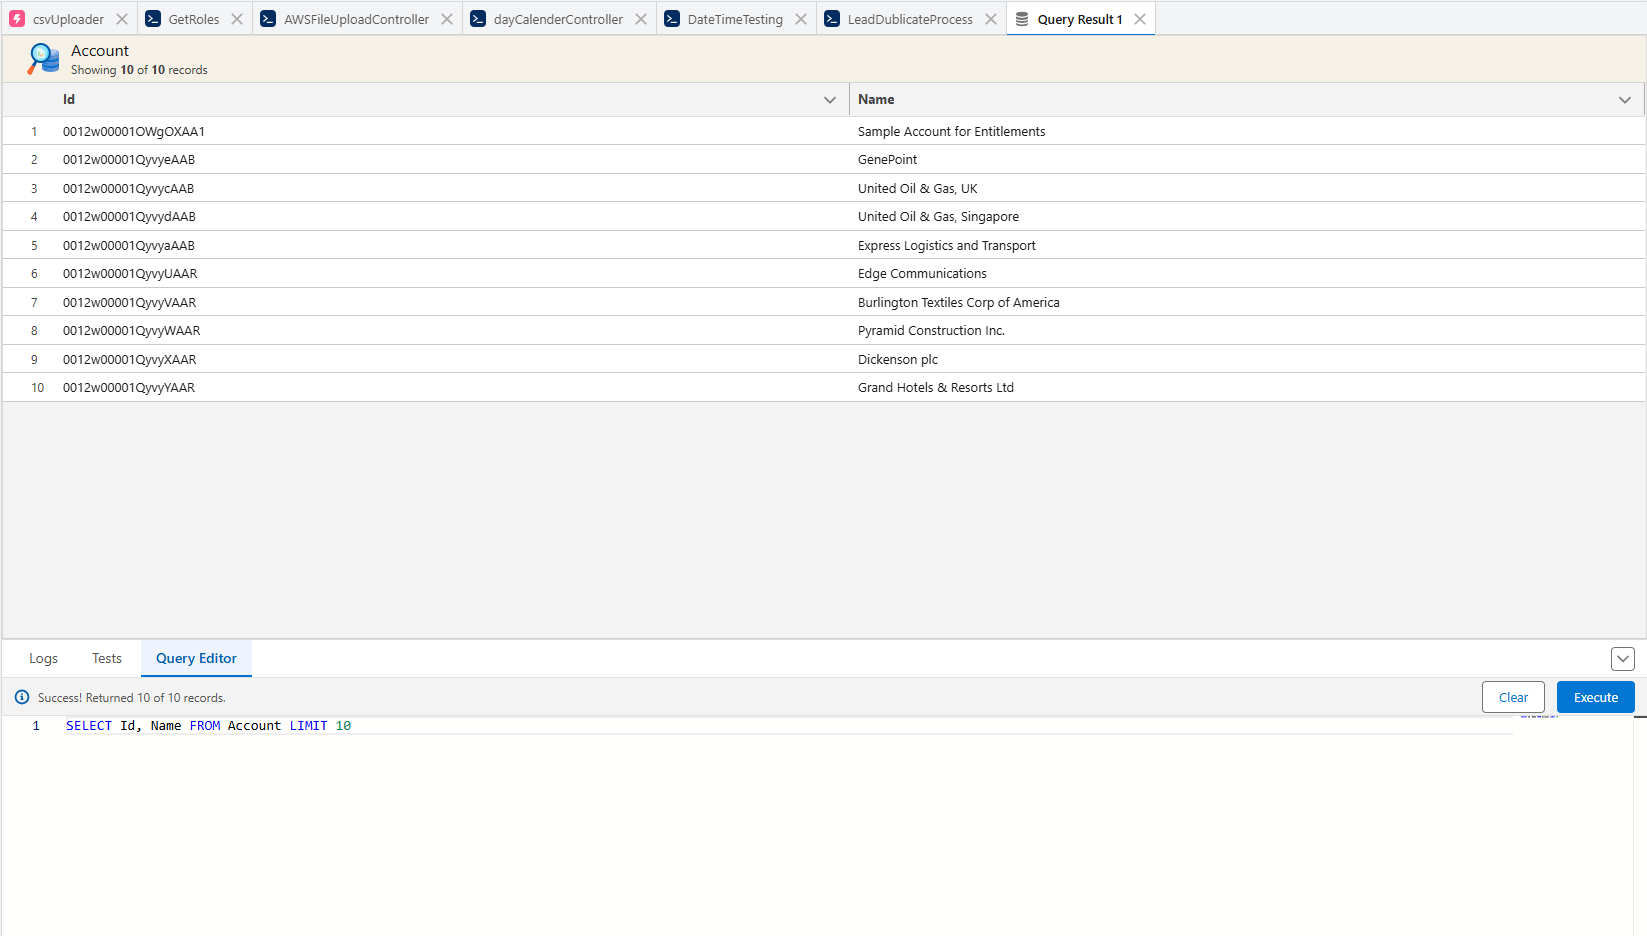 csvUploader GetRoles AWSFileUploadController dayCalenderController DateTimeTesting LeadDublicateProcess Query Result 1
Account
Showing 10 of 10 records
Id Name
1 0012w00001OWgOXAA1 Sample Account for Entitlements
2 0012w00001QyvyeAAB GenePoint
3 0012w00001QyvycAAB United Oil & Gas, UK
4 0012w00001QyvydAAB United Oil & Gas, Singapore
5 0012w00001QyvyaAAB Express Logistics and Transport
6 0012w00001QyvyUAAR Edge Communications
7 0012w00001QyvyVAAR Burlington Textiles Corp of America
8 0012w00001QyvyWAAR Pyramid Construction Inc.
9 0012w00001QyvyXAAR Dickenson plc
10 0012w00001QyvyYAAR Grand Hotels & Resorts Ltd
Logs Tests Query Editor
Success! Returned 10 of 10 records. Clear Execute
1 SELECT Id, Name FROM Account LIMIT 10